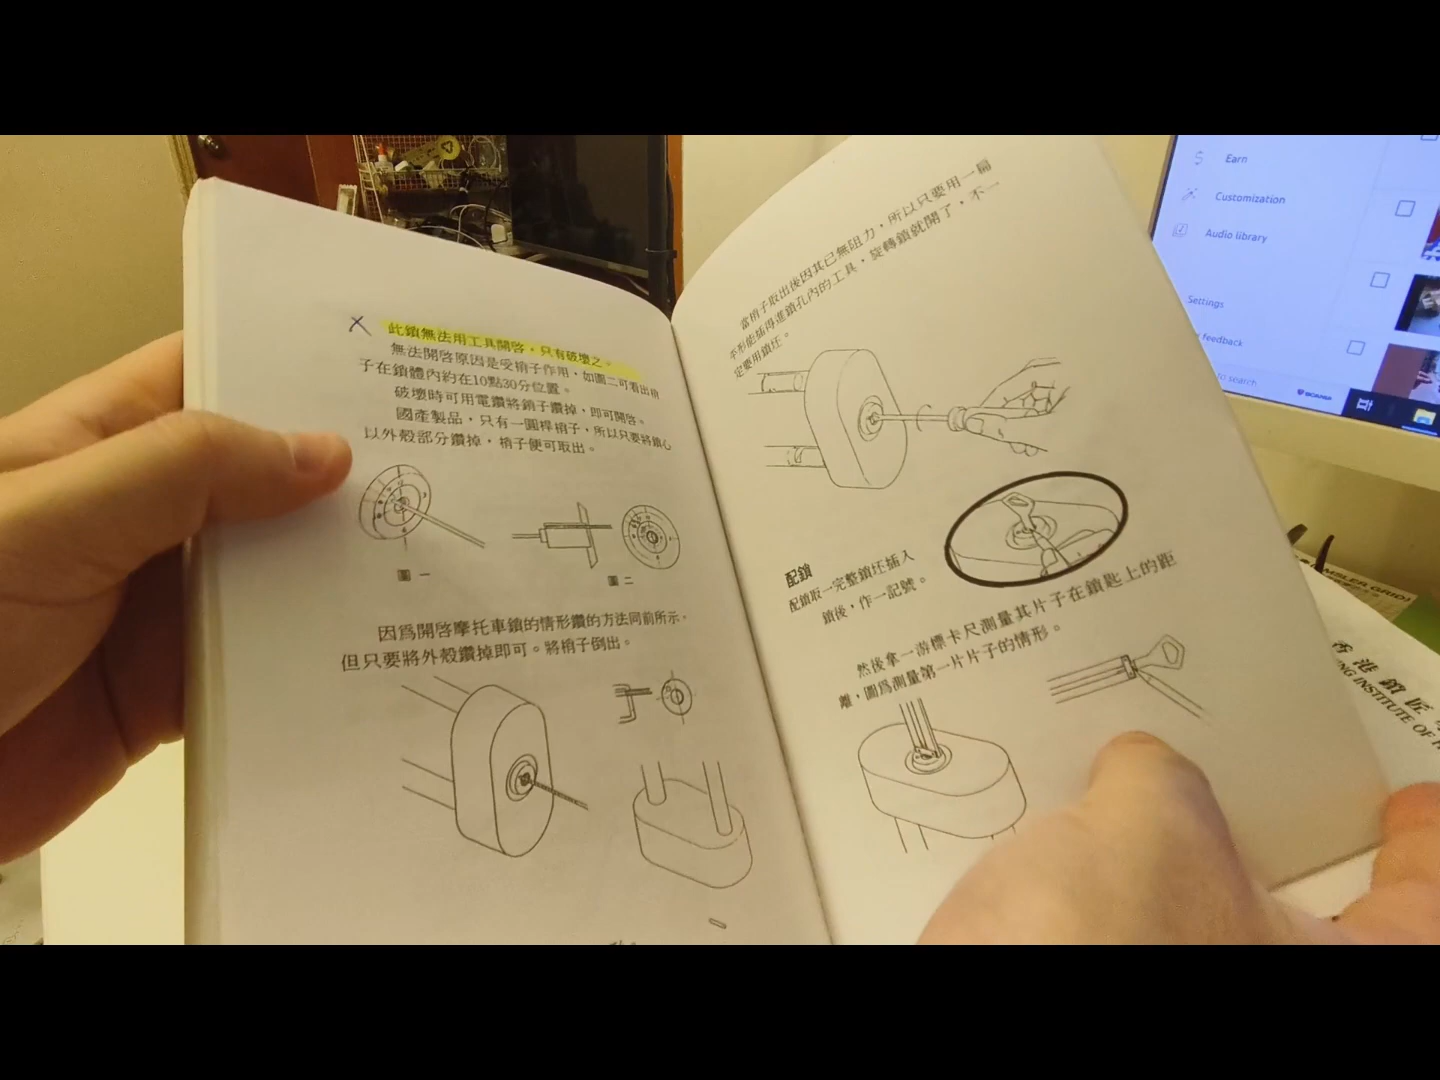 此鎖無法用工具開啓，只有破壞之。
無法開啓原因是受梢子作用，如圖二可看出梢
子在鎖體內約在10點30分位置。
破壞時可用電鑽將銷子鑽掉，即可開啓。
國產製品，只有一圓桿梢子，所以只要將鎖心
以外殼部分鑽掉，梢子便可取出。
圖一
圖二
因爲開啓摩托車鎖的情形鑽的方法同前所示，
但只要將外殼鑽掉即可。將梢子倒出。
當梢子取出後因其已無阻力，所以只要用一扁
平形能插得進鎖孔內的工具，旋轉鎖就開了，不一
定要用鎖坯。
配鎖
配鎖取一完整鎖坯插入
鎖後，作一記號。
然後拿一游標卡尺測量其片子在鎖匙上的距
離，圖爲測量第一片片子的情形。
Earn
Customization
Audio library
Settings
feedback
to search
SCANIA
香港鎖匠
INSTITUTE OF